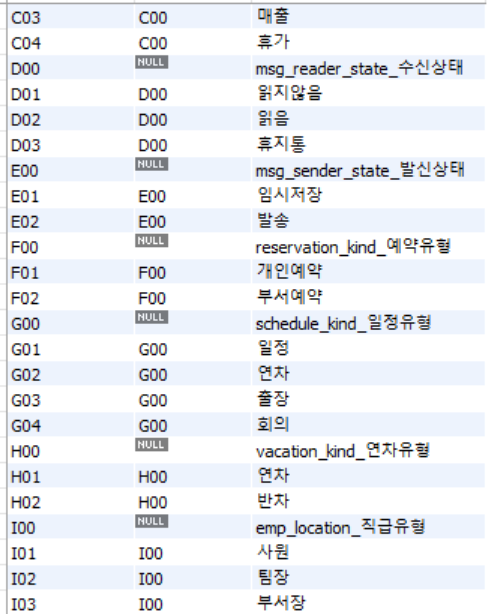 C03 C00 매출
C04 C00 휴가
D00 NULL msg_reader_state_수신상태
D01 D00 읽지않음
D02 D00 읽음
D03 D00 휴지통
E00 NULL msg_sender_state_발신상태
E01 E00 임시저장
E02 E00 발송
F00 NULL reservation_kind_예약유형
F01 F00 개인예약
F02 F00 부서예약
G00 NULL schedule_kind_일정유형
G01 G00 일정
G02 G00 연차
G03 G00 출장
G04 G00 회의
H00 NULL vacation_kind_연차유형
H01 H00 연차
H02 H00 반차
I00 NULL emp_location_직급유형
I01 I00 사원
I02 I00 팀장
I03 I00 부서장